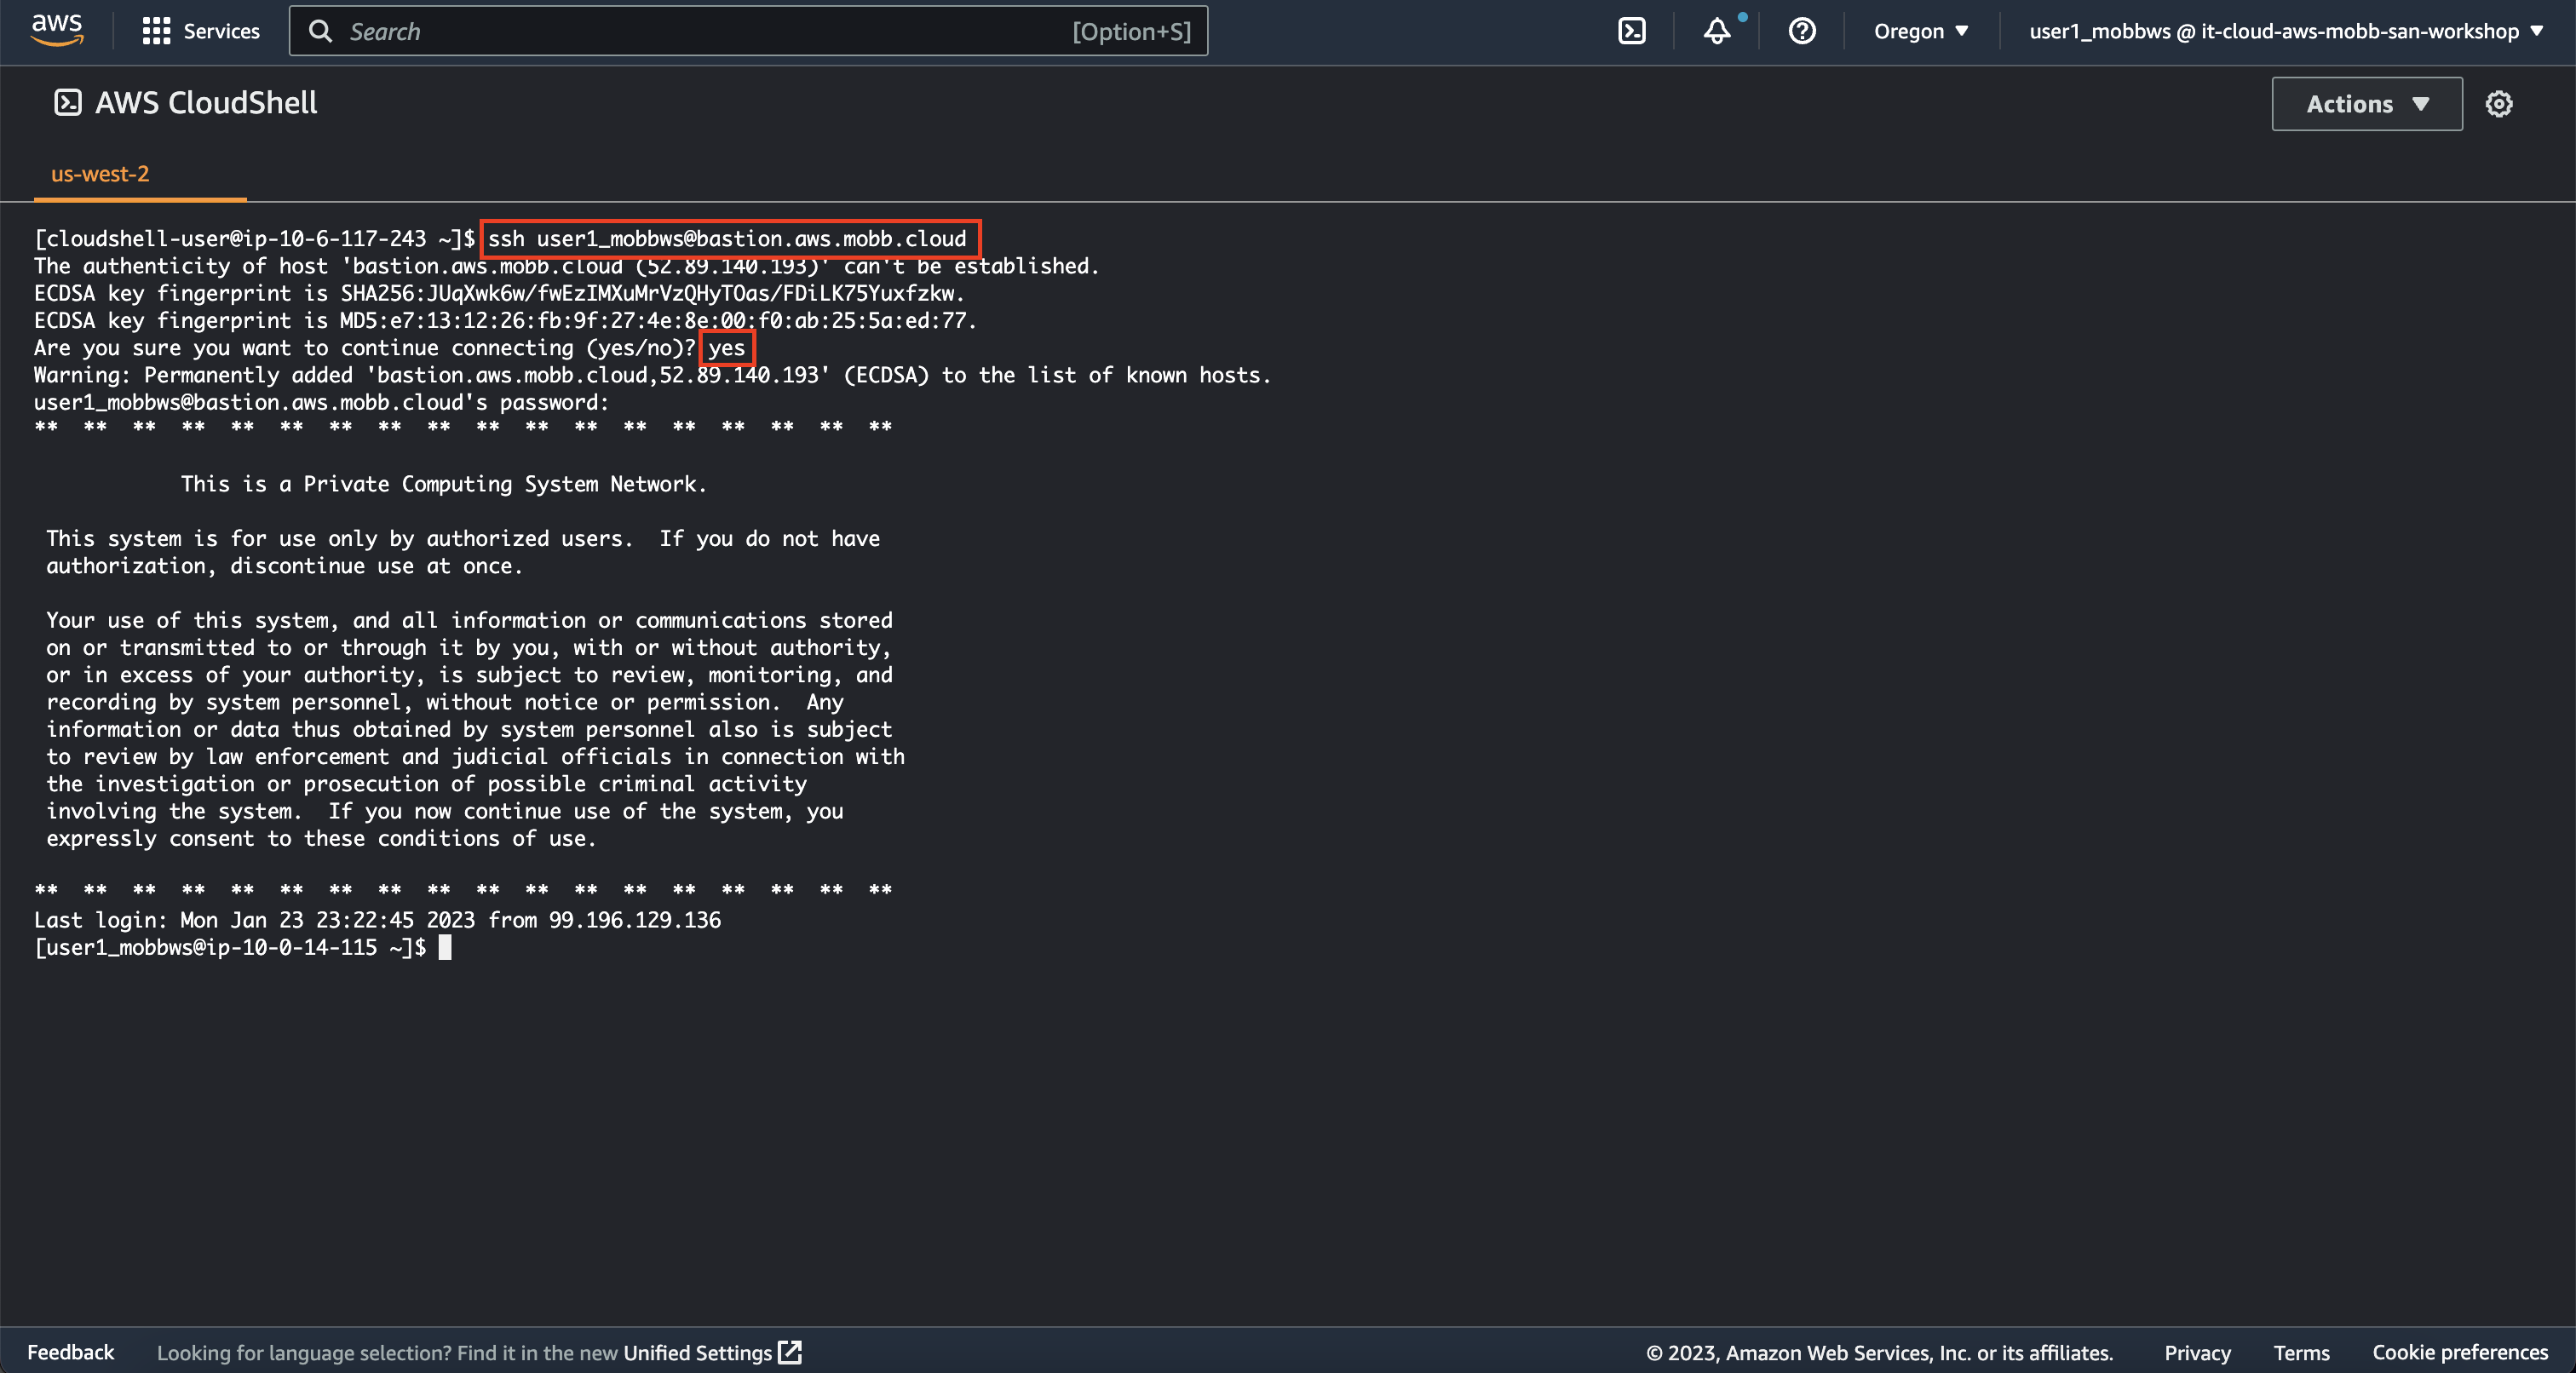 aws Services Search [Option+S] Oregon user1_mobbws @ it-cloud-aws-mobb-san-workshop
AWS CloudShell Actions
us-west-2
[cloudshell-user@ip-10-6-117-243 ~]$ ssh user1_mobbws@bastion.aws.mobb.cloud
The authenticity of host 'bastion.aws.mobb.cloud (52.89.140.193)' can't be established.
ECDSA key fingerprint is SHA256:JUqXwk6w/fwEzIMXuMrVzQHyTOas/FDiLK75Yuxfzkw.
ECDSA key fingerprint is MD5:e7:13:12:26:fb:9f:27:4e:8e:00:f0:ab:25:5a:ed:77.
Are you sure you want to continue connecting (yes/no)? yes
Warning: Permanently added 'bastion.aws.mobb.cloud,52.89.140.193' (ECDSA) to the list of known hosts.
user1_mobbws@bastion.aws.mobb.cloud's password:
** ** ** ** ** ** ** ** ** ** ** ** ** ** ** ** ** **
This is a Private Computing System Network.
This system is for use only by authorized users.  If you do not have
authorization, discontinue use at once.
Your use of this system, and all information or communications stored
on or transmitted to or through it by you, with or without authority,
or in excess of your authority, is subject to review, monitoring, and
recording by system personnel, without notice or permission.  Any
information or data thus obtained by system personnel also is subject
to review by law enforcement and judicial officials in connection with
the investigation or prosecution of possible criminal activity
involving the system.  If you now continue use of the system, you
expressly consent to these conditions of use.
** ** ** ** ** ** ** ** ** ** ** ** ** ** ** ** ** **
Last login: Mon Jan 23 23:22:45 2023 from 99.196.129.136
[user1_mobbws@ip-10-0-14-115 ~]$
Feedback Looking for language selection? Find it in the new Unified Settings © 2023, Amazon Web Services, Inc. or its affiliates. Privacy Terms Cookie preferences